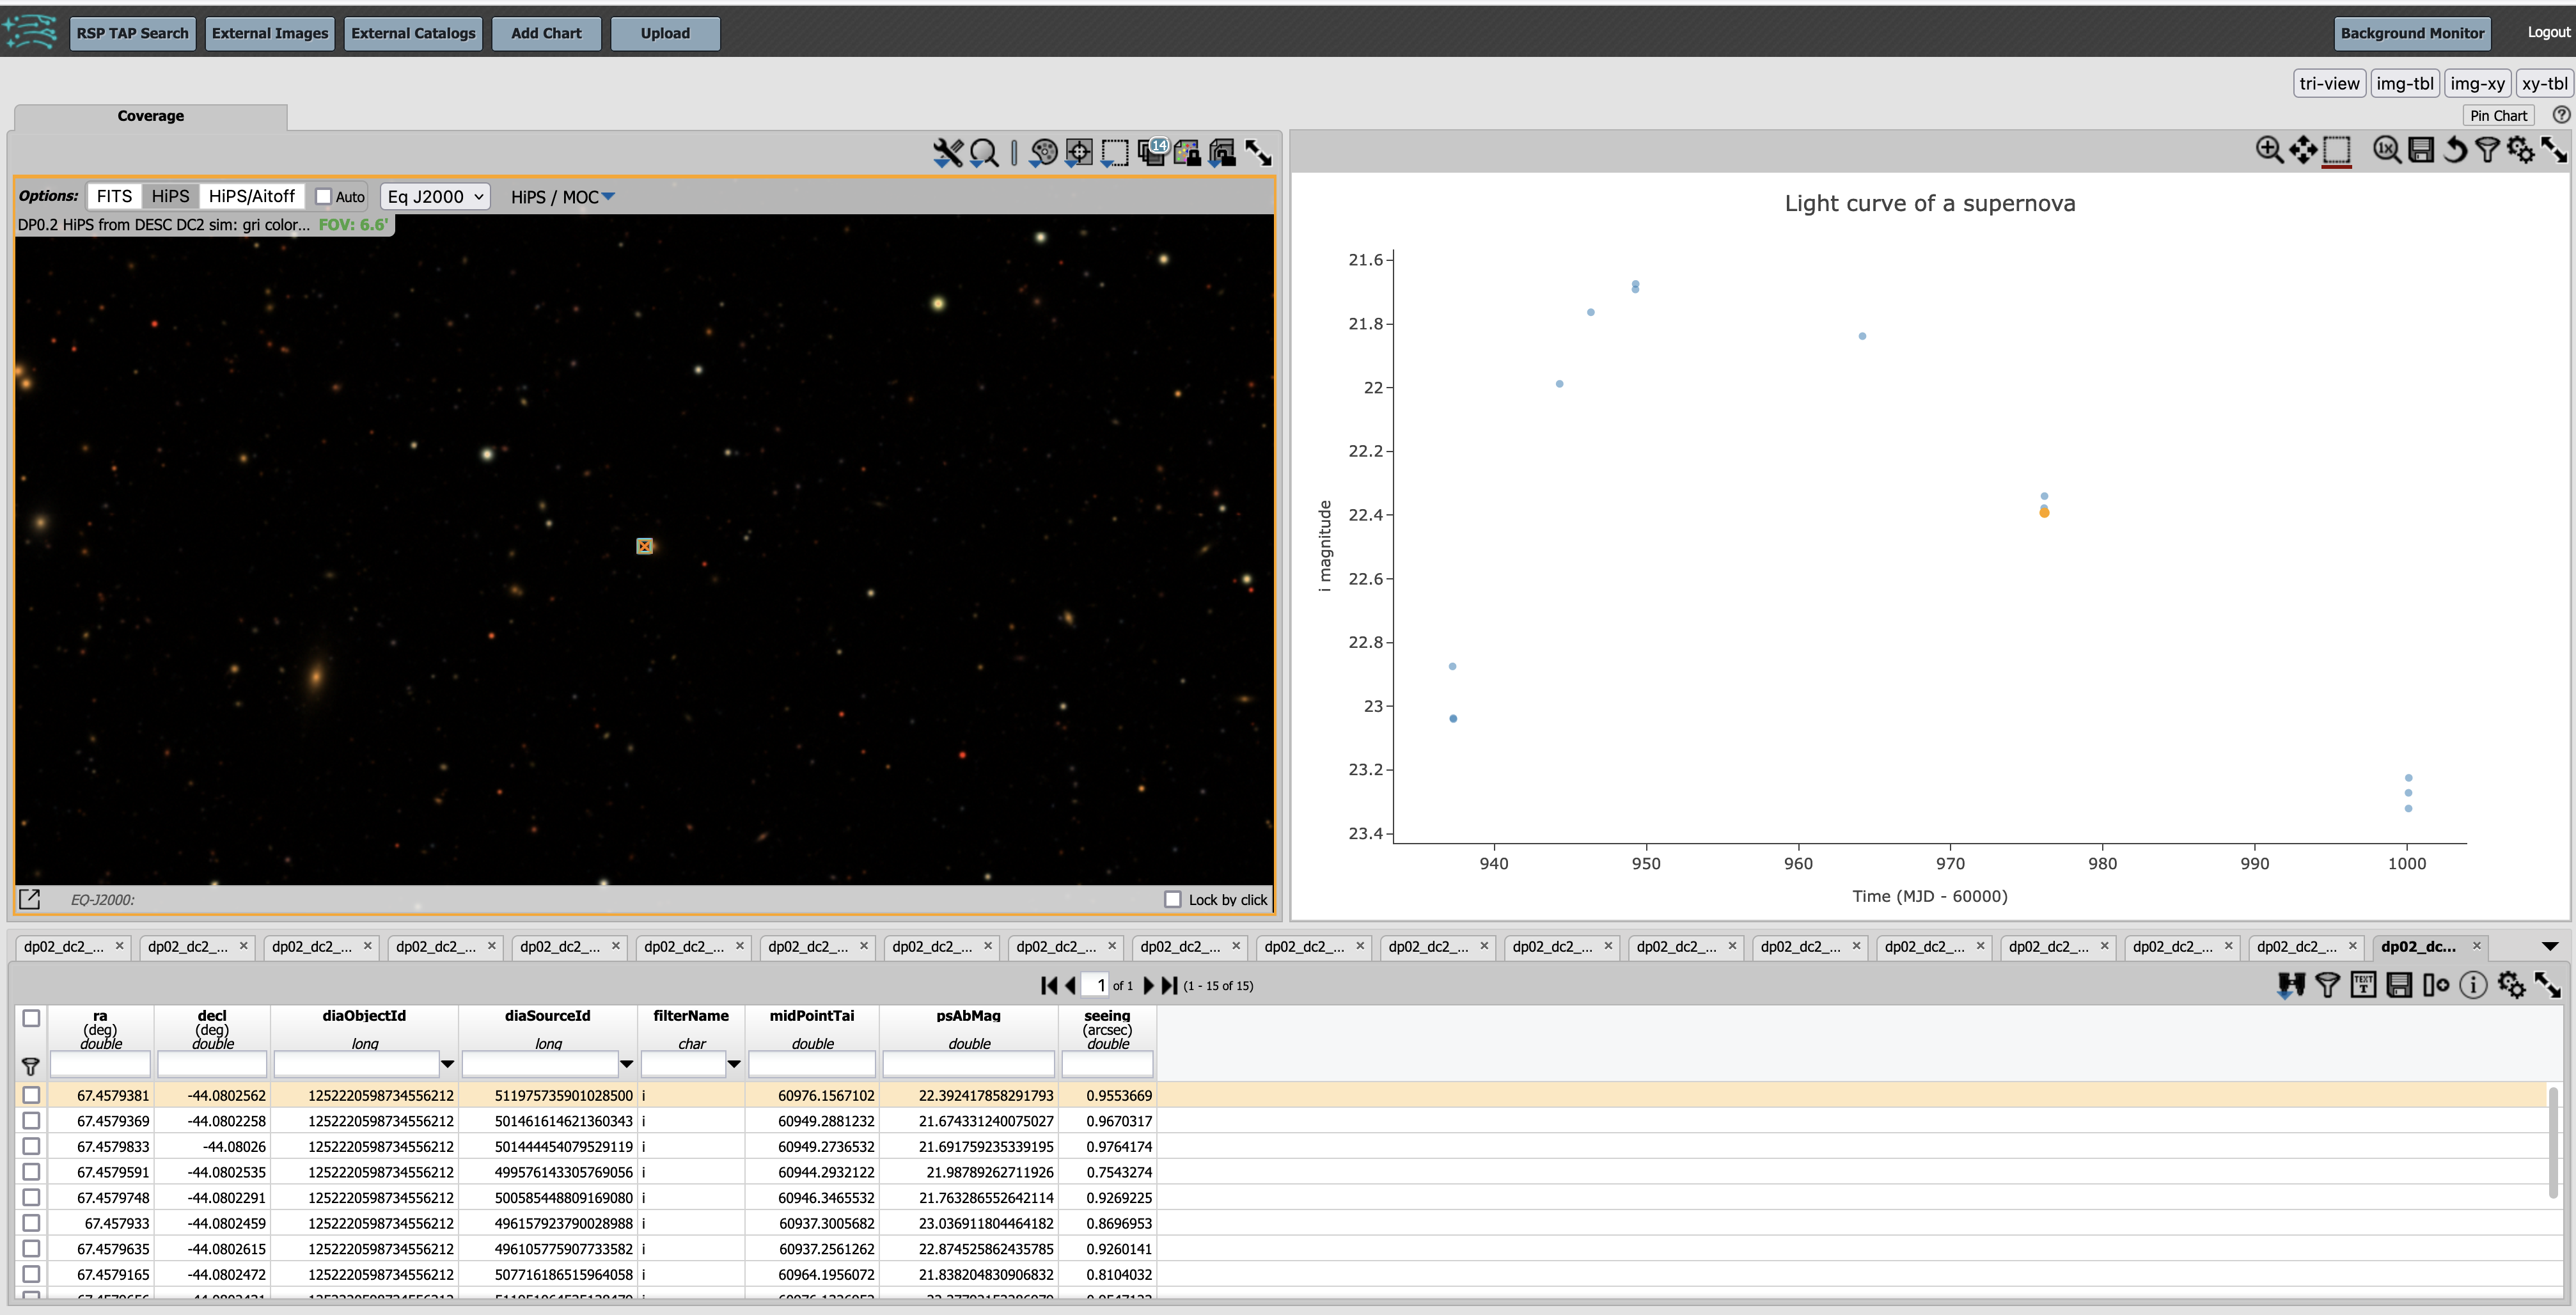 RSP TAP Search External Images External Catalogs Add Chart Upload Background Monitor Logout
tri-view img-tbl img-xy xy-tbl
Coverage
Pin Chart ?
14
1x
Options: FITS HiPS HiPS/Aitoff Auto Eq J2000 HiPS / MOC
DP0.2 HiPS from DESC DC2 sim: gri color... FOV: 6.6'
EQ-J2000: Lock by click
Light curve of a supernova
21.6
21.8
22
22.2
22.4
22.6
22.8
23
23.2
23.4
i magnitude
940 950 960 970 980 990 1000
Time (MJD - 60000)
dp02_dc2_... × dp02_dc2_... × dp02_dc2_... × dp02_dc2_... × dp02_dc2_... × dp02_dc2_... × dp02_dc2_... × dp02_dc2_... × dp02_dc2_... × dp02_dc2_... × dp02_dc2_... × dp02_dc2_... × dp02_dc2_... × dp02_dc2_... × dp02_dc2_... × dp02_dc2_... × dp02_dc2_... × dp02_dc2_... × dp02_dc2_... × dp02_dc... ×
1 of 1 (1 - 15 of 15)
TEXT T i
ra decl diaObjectId diaSourceId filterName midPointTai psAbMag seeing
(deg) (deg) (arcsec)
double double long long char double double double
67.4579381 -44.0802562 1252220598734556212 511975735901028500 i 60976.1567102 22.392417858291793 0.9553669
67.4579369 -44.0802258 1252220598734556212 501461614621360343 i 60949.2881232 21.674331240075027 0.9670317
67.4579833 -44.08026 1252220598734556212 501444454079529119 i 60949.2736532 21.691759235339195 0.9764174
67.4579591 -44.0802535 1252220598734556212 499576143305769056 i 60944.2932122 21.98789262711926 0.7543274
67.4579748 -44.0802291 1252220598734556212 500585448809169080 i 60946.3465532 21.763286552642114 0.9269225
67.457933 -44.0802459 1252220598734556212 496157923790028988 i 60937.3005682 23.036911804464182 0.8696953
67.4579635 -44.0802615 1252220598734556212 496105775907733582 i 60937.2561262 22.874525862435785 0.9260141
67.4579165 -44.0802472 1252220598734556212 507716186515964058 i 60964.1956072 21.838204830906832 0.8104032